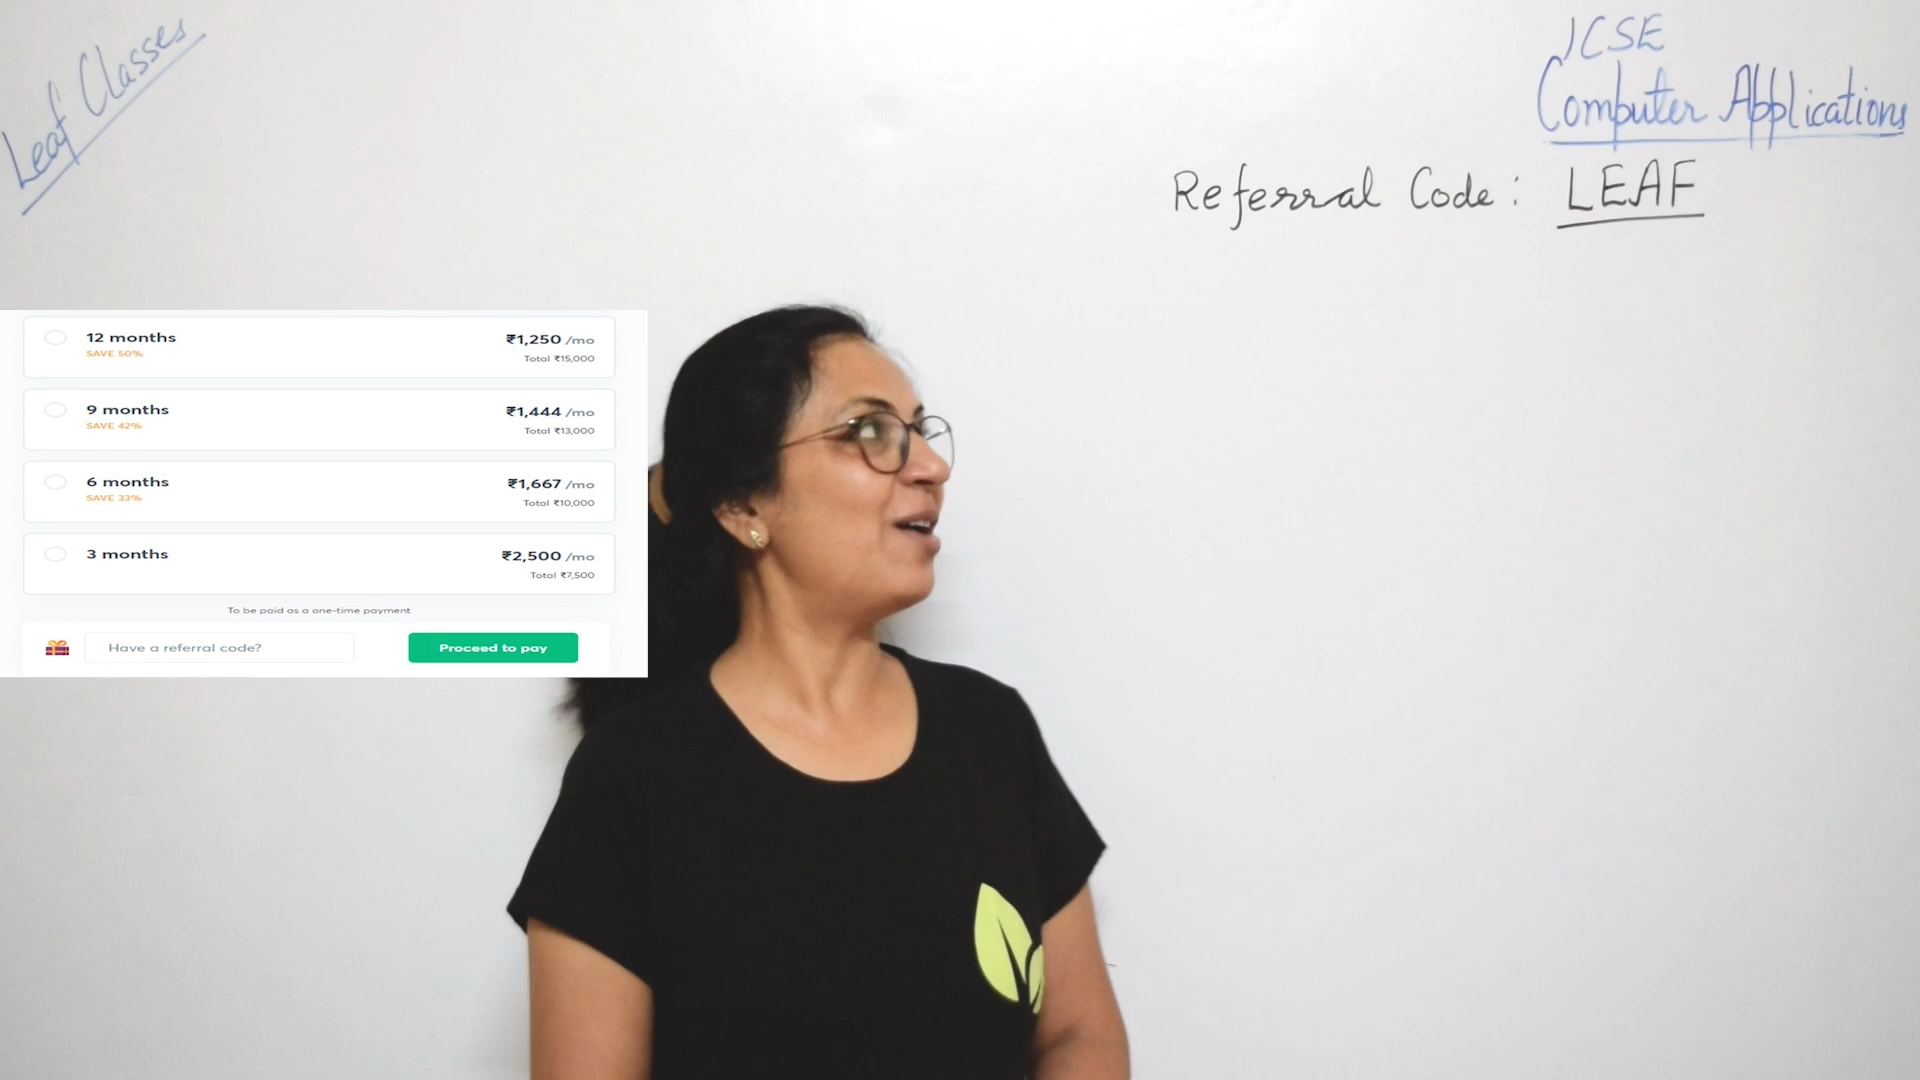 Leaf Classes
ICSE
Computer Applications
Referral Code: LEAF
12 months
SAVE 50%
₹1,250 /mo
Total ₹15,000
9 months
SAVE 42%
₹1,444 /mo
Total ₹13,000
6 months
SAVE 33%
₹1,667 /mo
Total ₹10,000
3 months
₹2,500 /mo
Total ₹7,500
To be paid as a one-time payment
Have a referral code?
Proceed to pay